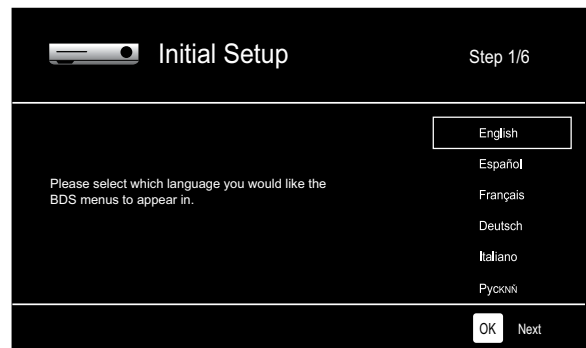 Initial Setup
Step 1/6
Please select which language you would like the
BDS menus to appear in.
English
Español
Français
Deutsch
Italiano
Русκνñ
OK Next